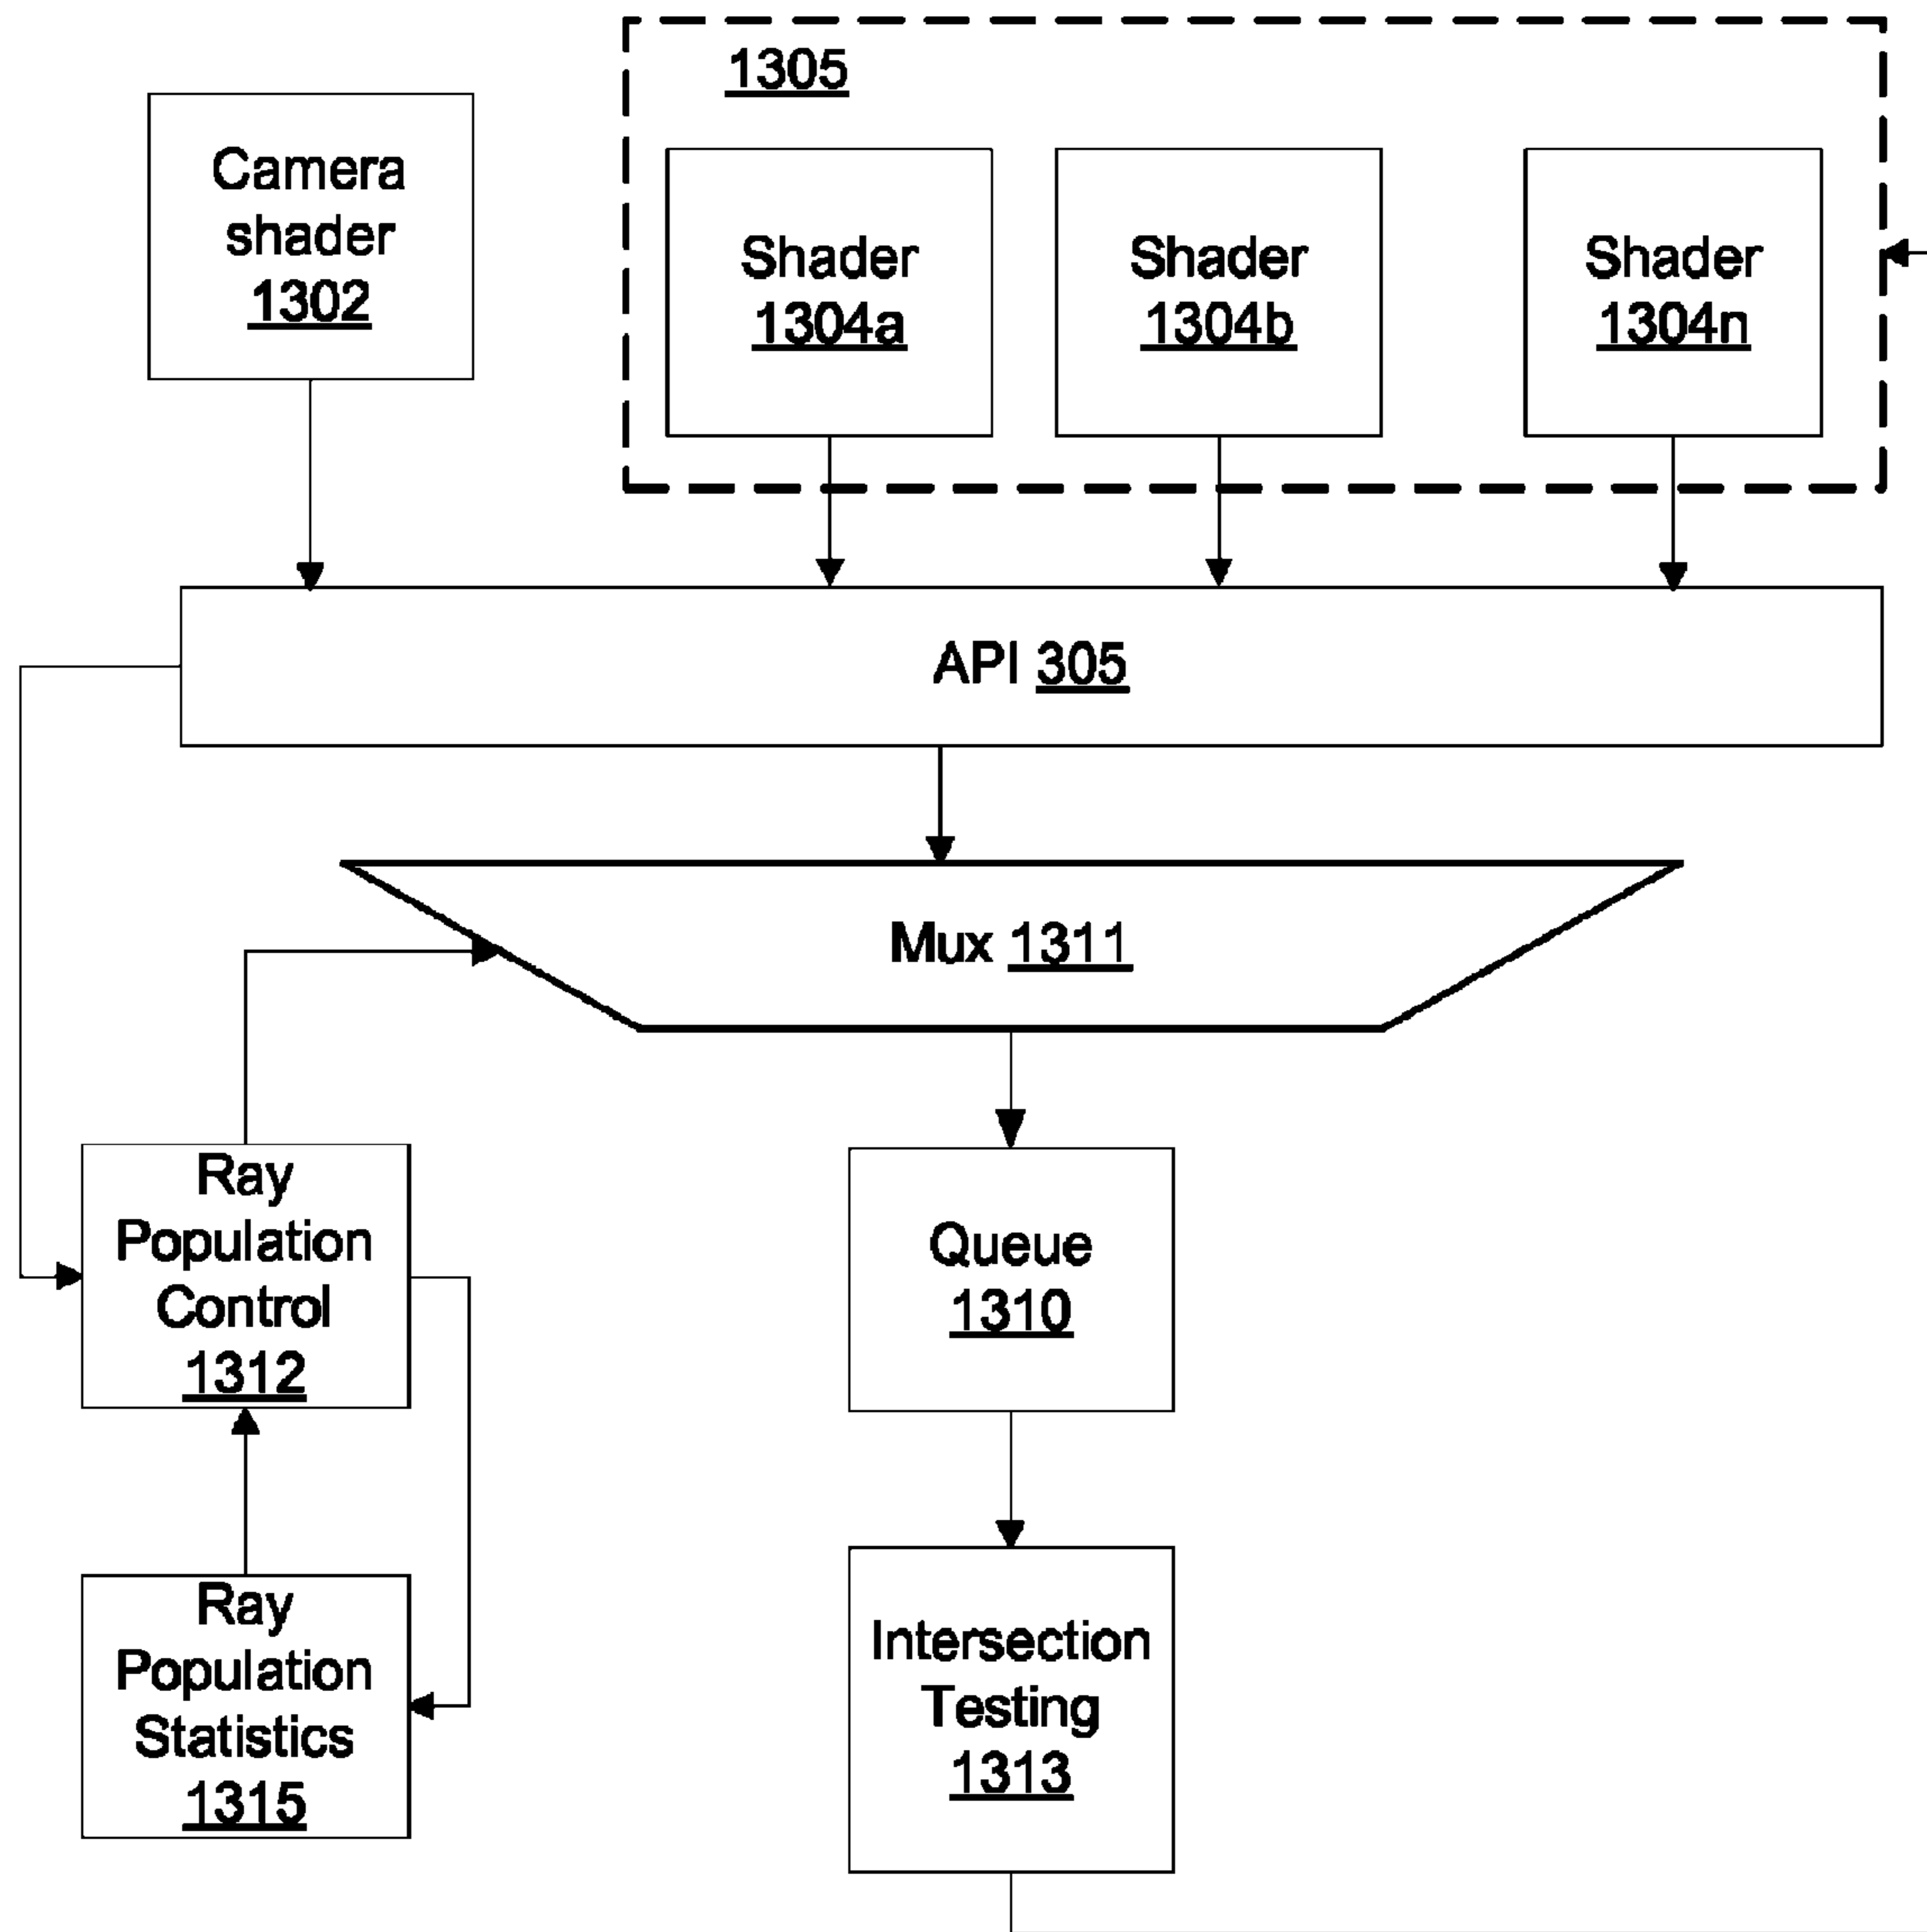 1305
Camera
shader
1302
Shader
1304a
Shader
1304b
Shader
1304n
API 305
Mux 1311
Ray
Population
Control
1312
Queue
1310
Ray
Population
Statistics
1315
Intersection
Testing
1313